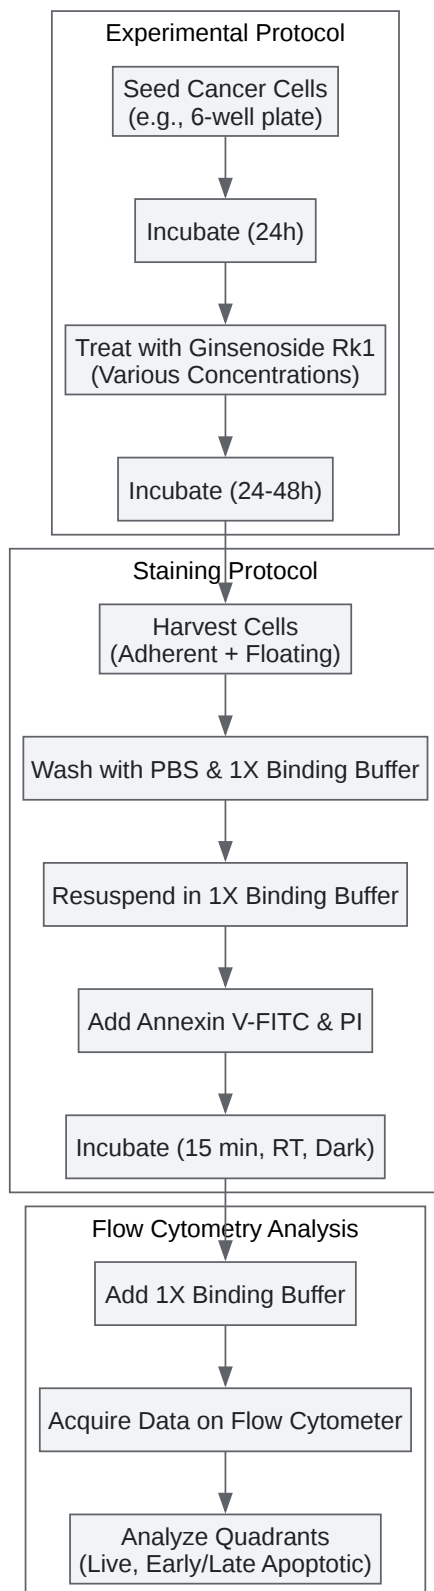 Experimental Protocol
Seed Cancer Cells
(e.g., 6-well plate)
Incubate (24h)
Treat with Ginsenoside Rk1
(Various Concentrations)
Incubate (24-48h)
Staining Protocol
Harvest Cells
(Adherent + Floating)
Wash with PBS & 1X Binding Buffer
Resuspend in 1X Binding Buffer
Add Annexin V-FITC & PI
Incubate (15 min, RT, Dark)
Flow Cytometry Analysis
Add 1X Binding Buffer
Acquire Data on Flow Cytometer
Analyze Quadrants
(Live, Early/Late Apoptotic)